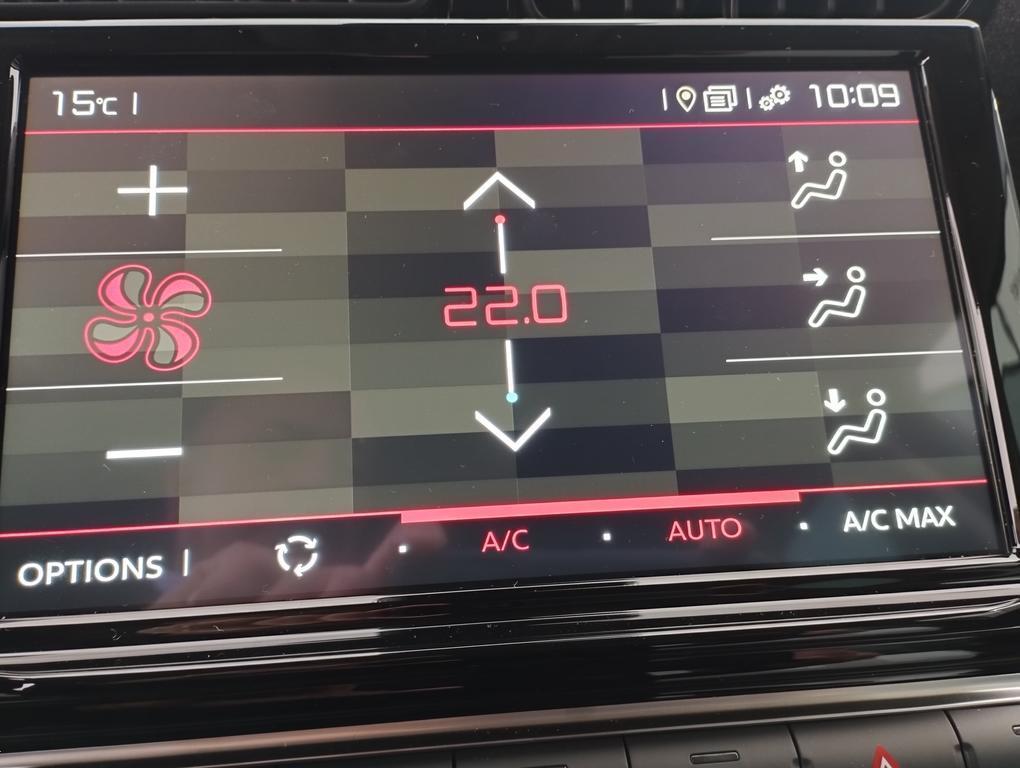 15°C
10:09
22.0
OPTIONS
A/C
AUTO
A/C MAX